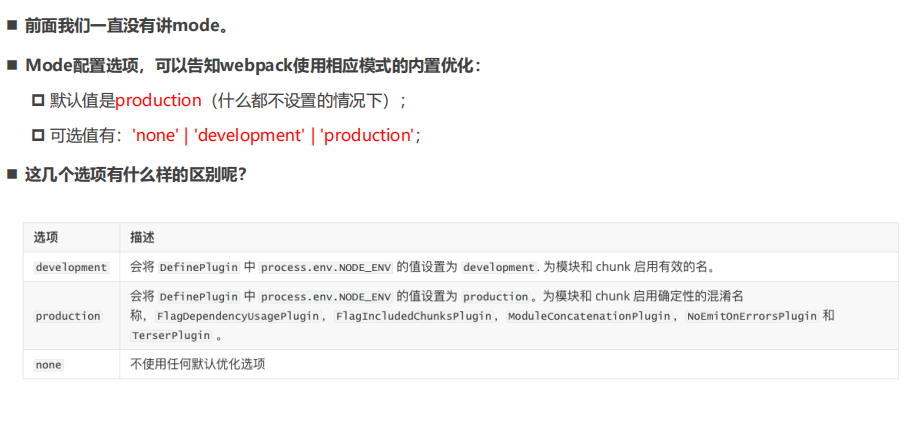 前面我们一直没有讲mode。
Mode配置选项，可以告知webpack使用相应模式的内置优化：
默认值是production（什么都不设置的情况下）；
可选值有：'none' | 'development' | 'production'；
这几个选项有什么样的区别呢？
选项 描述
development 会将 DefinePlugin 中 process.env.NODE_ENV 的值设置为 development. 为模块和 chunk 启用有效的名。
会将 DefinePlugin 中 process.env.NODE_ENV 的值设置为 production。为模块和 chunk 启用确定性的混淆名
production 称，FlagDependencyUsagePlugin，FlagIncludedChunksPlugin，ModuleConcatenationPlugin，NoEmitOnErrorsPlugin 和
TerserPlugin 。
none 不使用任何默认优化选项